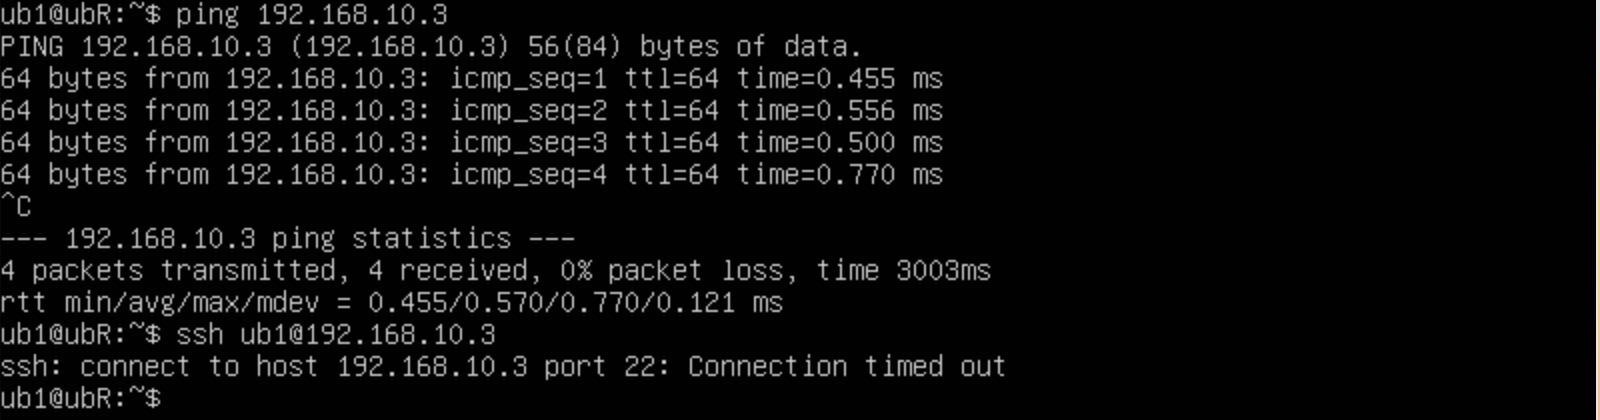 ub1@ubR:~$ ping 192.168.10.3
PING 192.168.10.3 (192.168.10.3) 56(84) bytes of data.
64 bytes from 192.168.10.3: icmp_seq=1 ttl=64 time=0.455 ms
64 bytes from 192.168.10.3: icmp_seq=2 ttl=64 time=0.556 ms
64 bytes from 192.168.10.3: icmp_seq=3 ttl=64 time=0.500 ms
64 bytes from 192.168.10.3: icmp_seq=4 ttl=64 time=0.770 ms
^C
--- 192.168.10.3 ping statistics ---
4 packets transmitted, 4 received, 0% packet loss, time 3003ms
rtt min/avg/max/mdev = 0.455/0.570/0.770/0.121 ms
ub1@ubR:~$ ssh ub1@192.168.10.3
ssh: connect to host 192.168.10.3 port 22: Connection timed out
ub1@ubR:~$